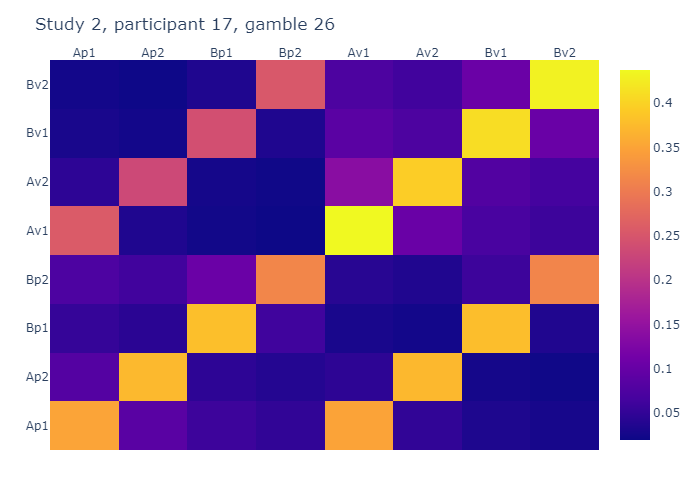 Study 2, participant 17, gamble 26
Ap1 Ap2 Bp1 Bp2 Av1 Av2 Bv1 Bv2
Bv2
Bv1
Av2
Av1
Bp2
Bp1
Ap2
Ap1
0.4
0.35
0.3
0.25
0.2
0.15
0.1
0.05